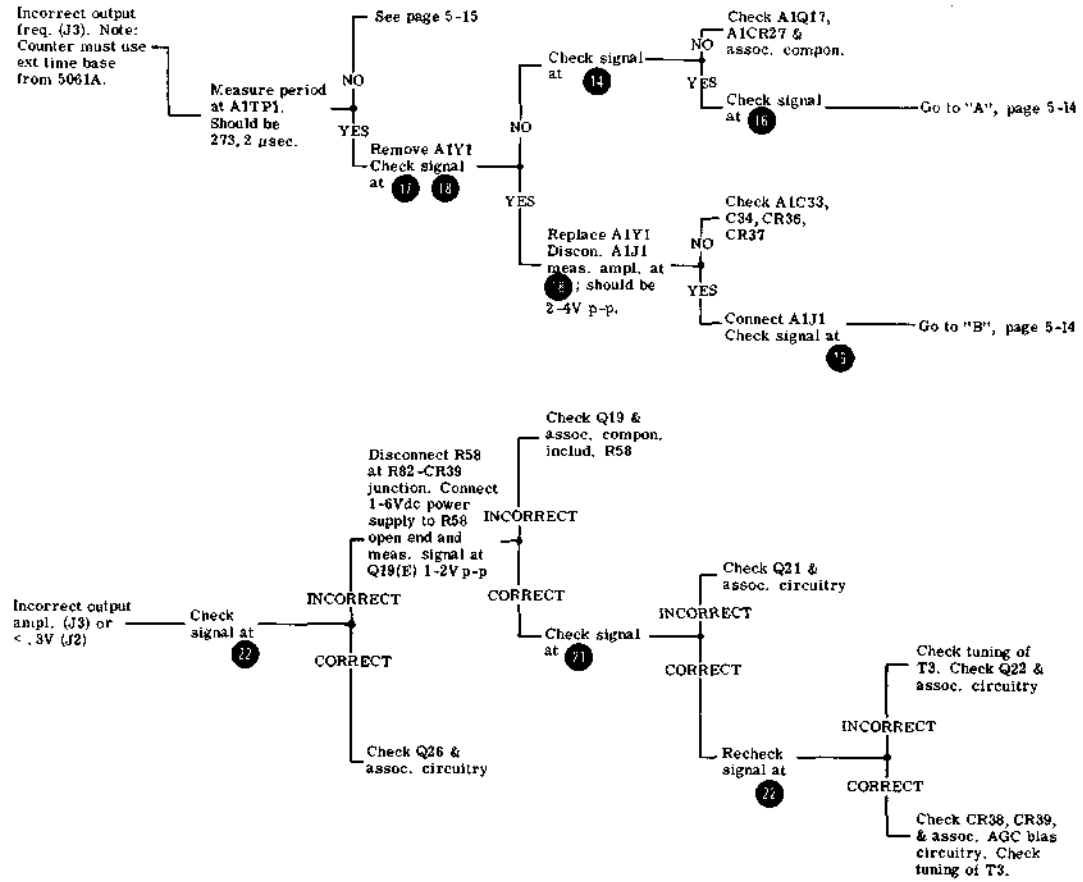 Incorrect output
freq. (J3). Note:
Counter must use
ext time base
from 5061A.
Measure period
at A1TP1.
Should be
273,2 μsec.
NO
See page 5-15
YES
Remove A1Y1
Check signal
at 17 18
NO
Check signal
at 14
NO
Check A1Q17,
A1CR27 &
assoc. compon.
YES
Check signal
at 16
Go to "A", page 5-14
YES
Replace A1Y1
Discon. A1J1
meas. ampl, at
18 ; should be
2-4V p-p.
NO
Check A1C33,
C34, CR36,
CR37
YES
Connect A1J1
Check signal at
Go to "B", page 5-14
Incorrect output
ampl, (J3) or
< .3V (J2)
Check
signal at
22
INCORRECT
Disconnect R58
at R82-CR39
junction. Connect
1-6Vdc power
supply to R58
open end and
meas. signal at
Q19(E) 1-2V p-p
INCORRECT
Check Q19 &
assoc. compon,
includ, R58
CORRECT
Check signal
at 21
INCORRECT
Check Q21 &
assoc. circuitry
CORRECT
Recheck
signal at
22
INCORRECT
Check tuning of
T3. Check Q22 &
assoc. circuitry
CORRECT
Check CR38, CR39,
& assoc. AGC bias
circuitry. Check
tuning of T3.
CORRECT
Check Q26 &
assoc. circuitry